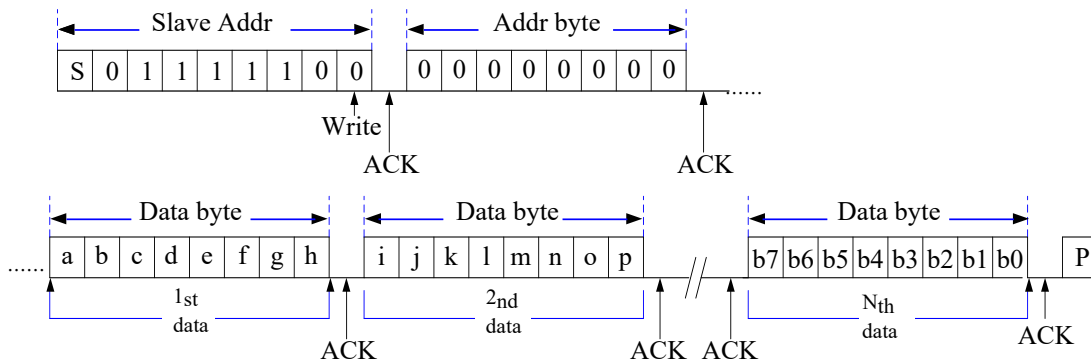 Slave Addr Addr byte
S 0 1 1 1 1 1 0 0 0 0 0 0 0 0 0 0 ......
Write
ACK ACK
Data byte Data byte Data byte
...... a b c d e f g h i j k l m n o p b7 b6 b5 b4 b3 b2 b1 b0 P
1st data 2nd data Nth data
ACK ACK ACK ACK